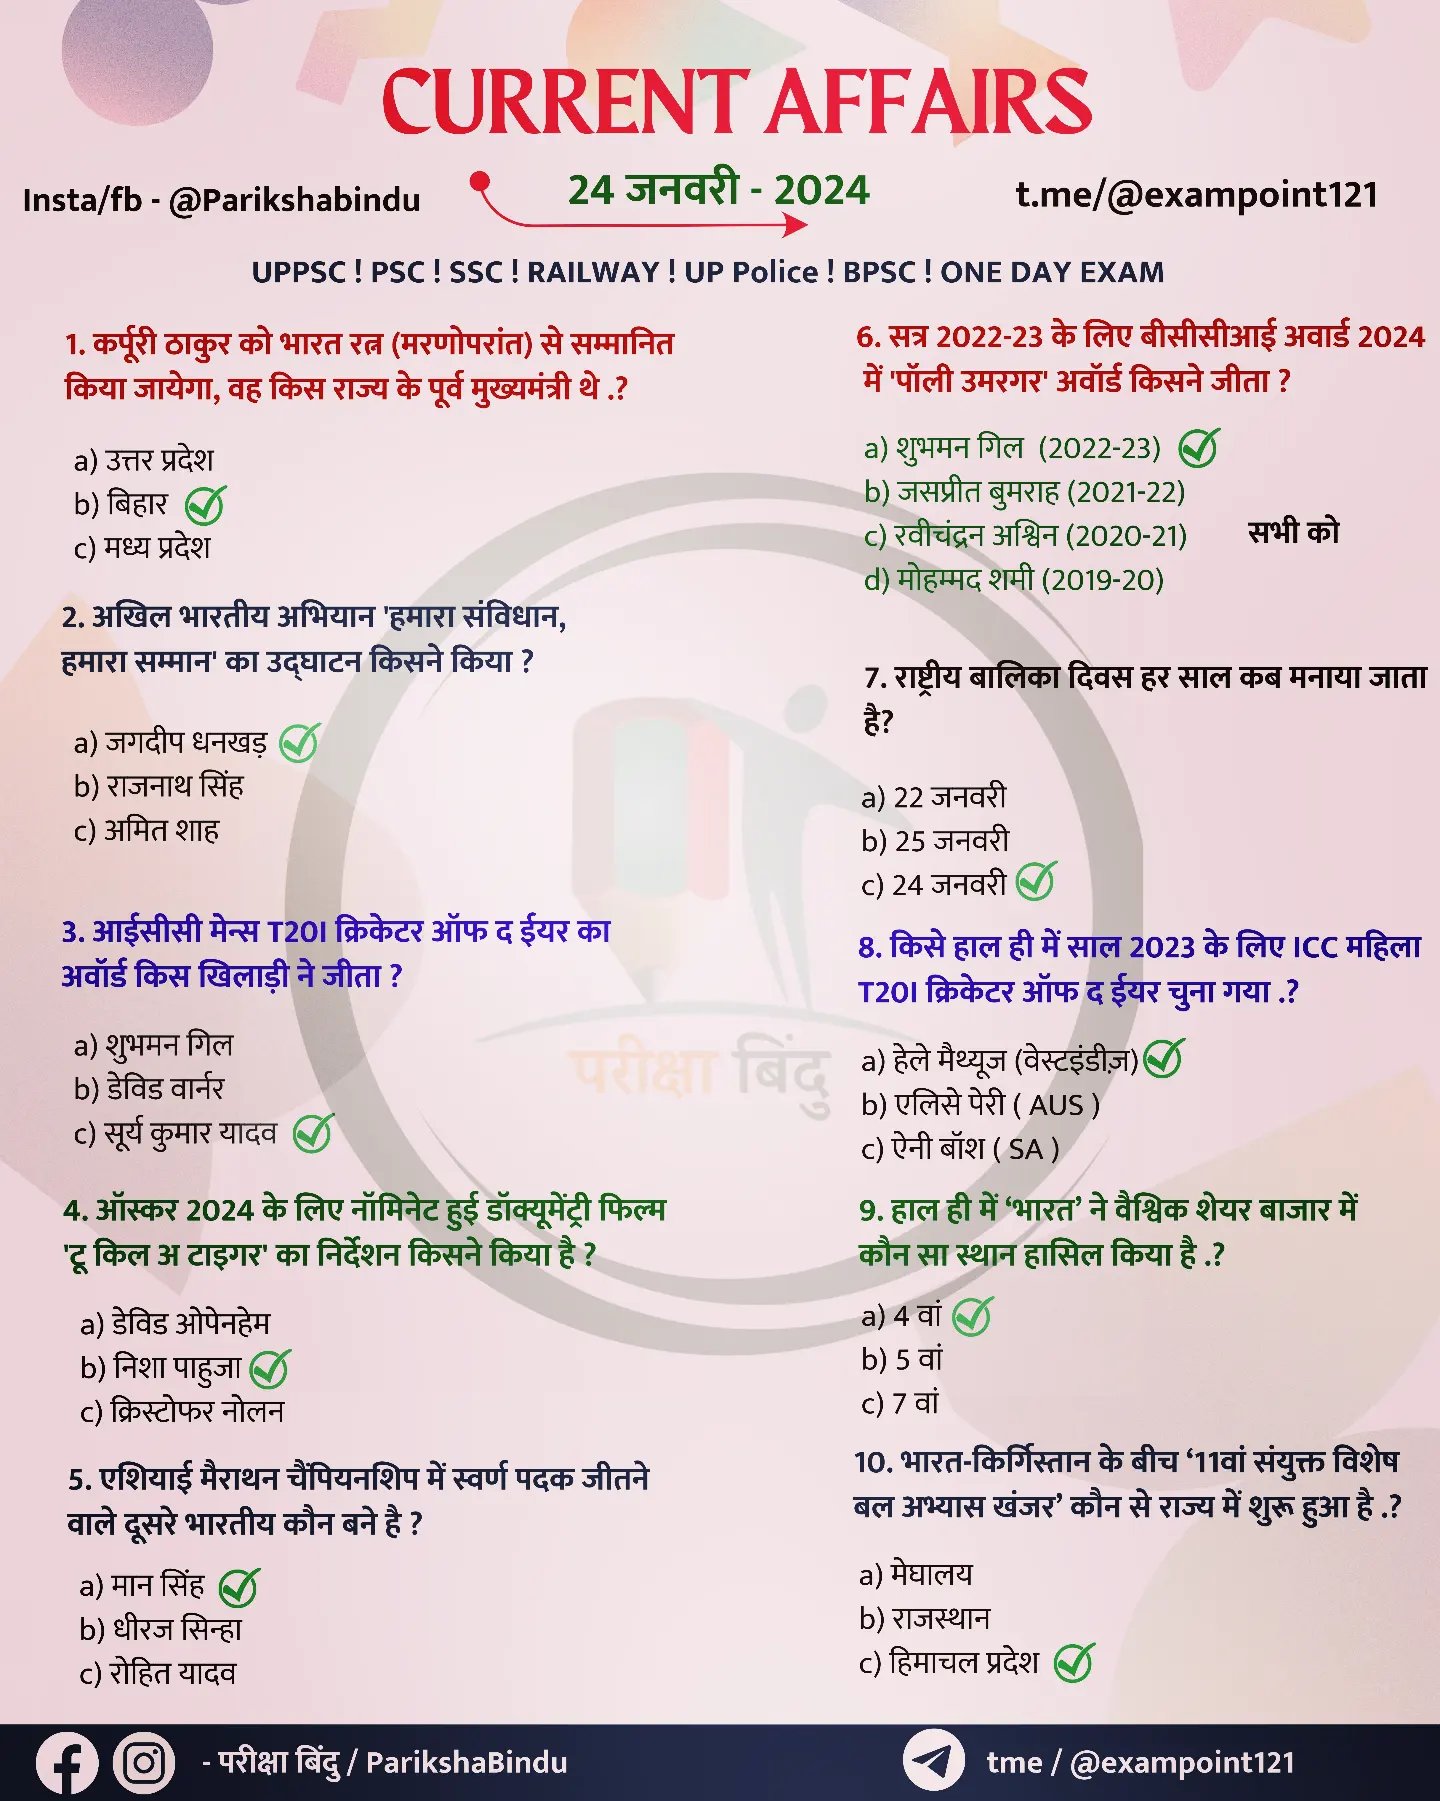 CURRENT AFFAIRS
Insta/fb - @Parikshabindu
24 जनवरी - 2024
t.me/@exampoint121
UPPSC ! PSC ! SSC ! RAILWAY ! UP Police ! BPSC ! ONE DAY EXAM
1. कर्पूरी ठाकुर को भारत रत्न (मरणोपरांत) से सम्मानित
किया जायेगा, वह किस राज्य के पूर्व मुख्यमंत्री थे .?
a) उत्तर प्रदेश
b) बिहार
c) मध्य प्रदेश
2. अखिल भारतीय अभियान 'हमारा संविधान,
हमारा सम्मान' का उद्घाटन किसने किया ?
a) जगदीप धनखड़
b) राजनाथ सिंह
c) अमित शाह
3. आईसीसी मेन्स T20I क्रिकेटर ऑफ द ईयर का
अवॉर्ड किस खिलाड़ी ने जीता ?
a) शुभमन गिल
b) डेविड वार्नर
c) सूर्य कुमार यादव
4. ऑस्कर 2024 के लिए नॉमिनेट हुई डॉक्यूमेंट्री फिल्म
'टू किल अ टाइगर' का निर्देशन किसने किया है ?
a) डेविड ओपेनहेम
b) निशा पाहुजा
c) क्रिस्टोफर नोलन
5. एशियाई मैराथन चैंपियनशिप में स्वर्ण पदक जीतने
वाले दूसरे भारतीय कौन बने है ?
a) मान सिंह
b) धीरज सिन्हा
c) रोहित यादव
6. सत्र 2022-23 के लिए बीसीसीआई अवार्ड 2024
में 'पॉली उमरगर' अवॉर्ड किसने जीता ?
a) शुभमन गिल (2022-23)
b) जसप्रीत बुमराह (2021-22)
c) रवीचंद्रन अश्विन (2020-21)
सभी को
d) मोहम्मद शमी (2019-20)
7. राष्ट्रीय बालिका दिवस हर साल कब मनाया जाता
है?
a) 22 जनवरी
b) 25 जनवरी
c) 24 जनवरी
8. किसे हाल ही में साल 2023 के लिए ICC महिला
T20I क्रिकेटर ऑफ द ईयर चुना गया .?
a) हेले मैथ्यूज (वेस्टइंडीज़)
b) एलिसे पेरी ( AUS )
c) ऐनी बॉश ( SA )
9. हाल ही में ‘भारत’ ने वैश्विक शेयर बाजार में
कौन सा स्थान हासिल किया है .?
a) 4 वां
b) 5 वां
c) 7 वां
10. भारत-किर्गिस्तान के बीच ‘11वां संयुक्त विशेष
बल अभ्यास खंजर’ कौन से राज्य में शुरू हुआ है .?
a) मेघालय
b) राजस्थान
c) हिमाचल प्रदेश
परीक्षा बिंदु
- परीक्षा बिंदु / ParikshaBindu
tme / @exampoint121